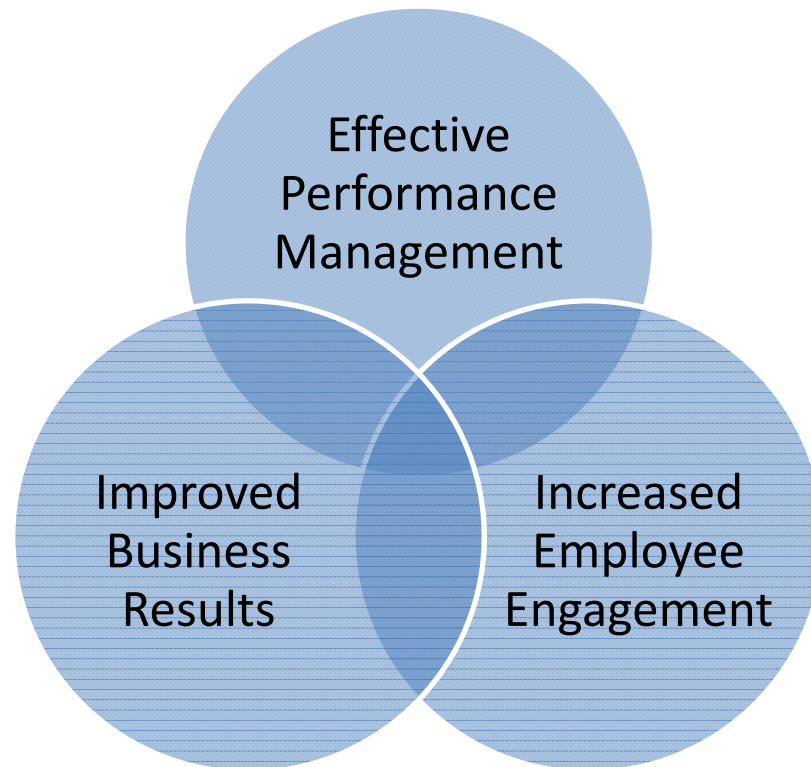 Effective
Performance
Management
Improved
Business
Results
Increased
Employee
Engagement